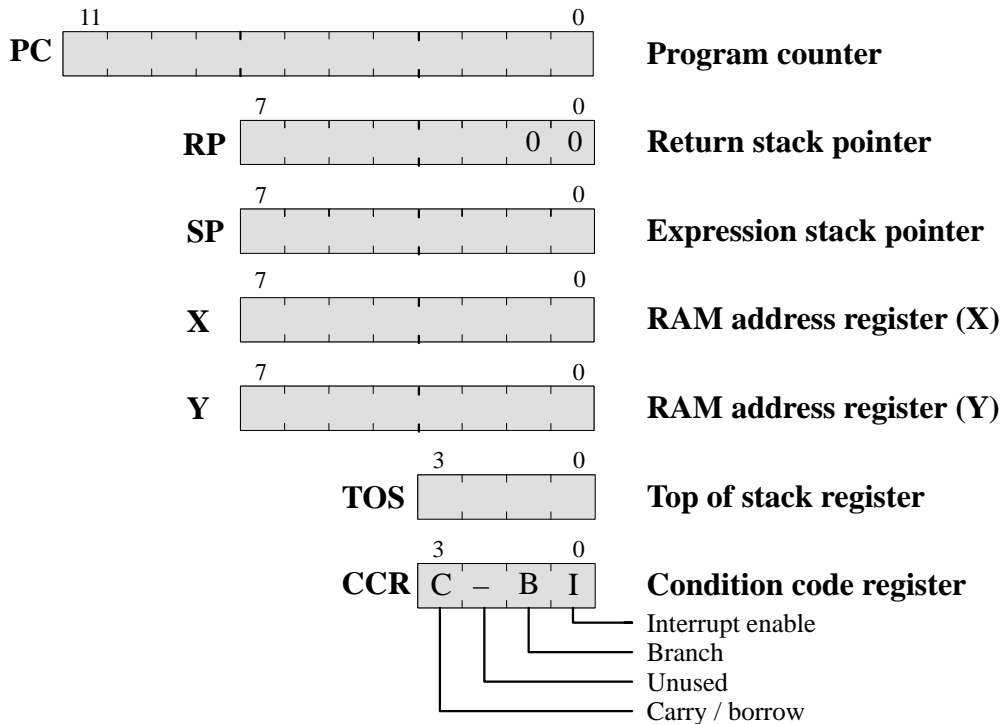 11 0
PC Program counter
7 0
RP 0 0 Return stack pointer
7 0
SP Expression stack pointer
7 0
X RAM address register (X)
7 0
Y RAM address register (Y)
3 0
TOS Top of stack register
3 0
CCR C – B I Condition code register
Interrupt enable
Branch
Unused
Carry / borrow